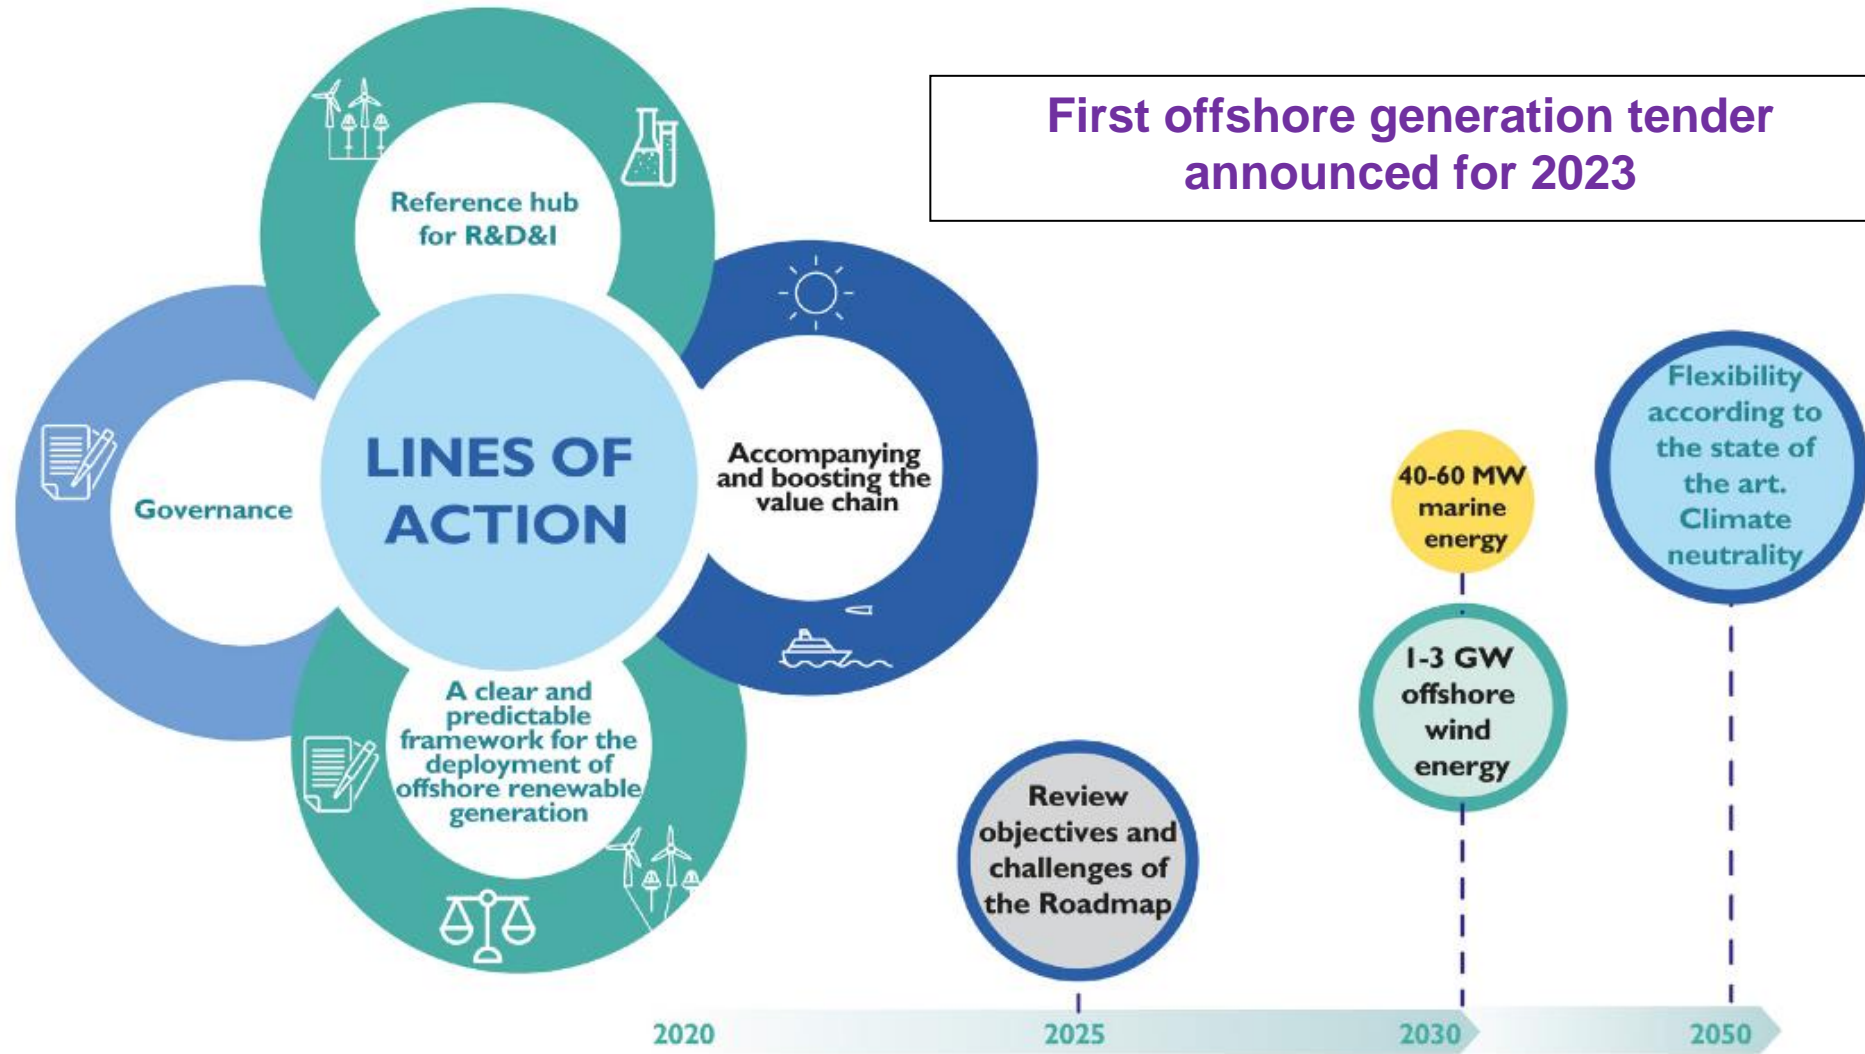 First offshore generation tender
announced for 2023
Reference hub
for R&D&I
LINES OF
ACTION
Governance
Accompanying
and boosting the
value chain
A clear and
predictable
framework for the
deployment of
offshore renewable
generation
Review
objectives and
challenges of
the Roadmap
40-60 MW
marine
energy
1-3 GW
offshore
wind
energy
Flexibility
according to
the state of
the art.
Climate
neutrality
2020
2025
2030
2050